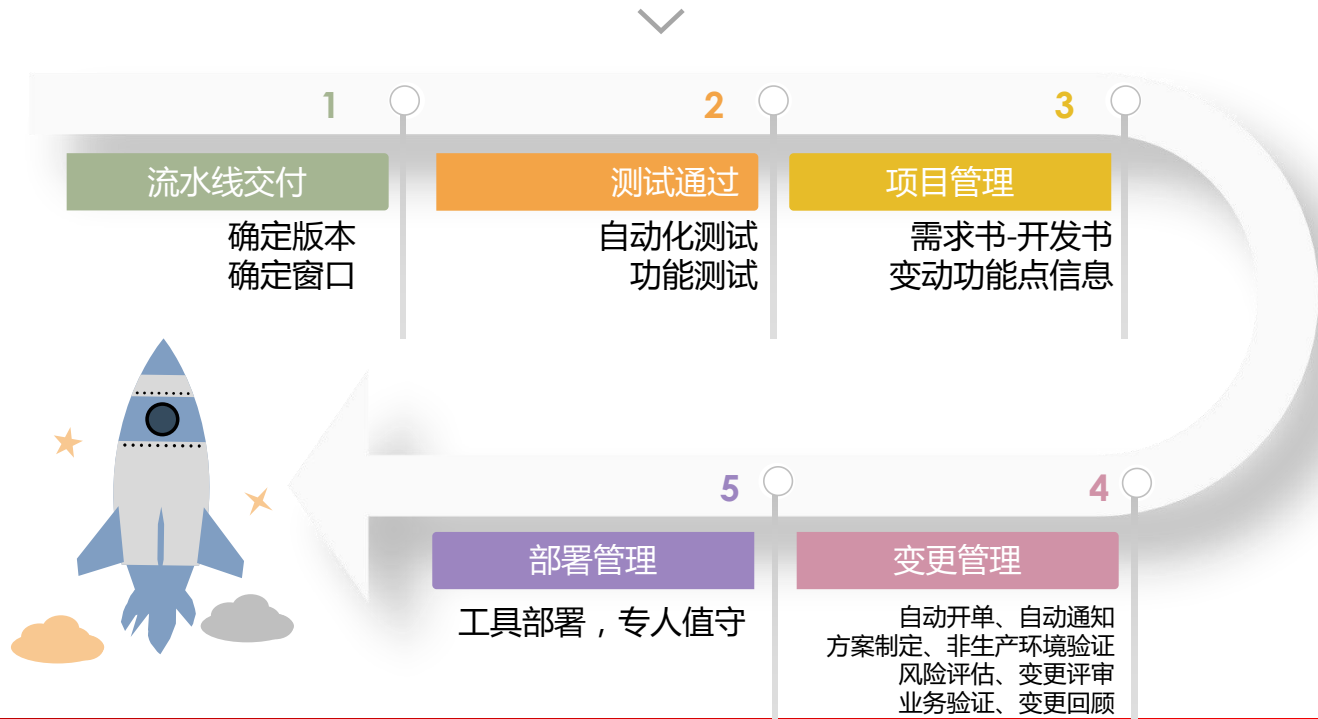 1
流水线交付
确定版本
确定窗口
2
测试通过
自动化测试
功能测试
3
项目管理
需求书-开发书
变动功能点信息
4
变更管理
自动开单、自动通知
方案制定、非生产环境验证
风险评估、变更评审
业务验证、变更回顾
5
部署管理
工具部署，专人值守